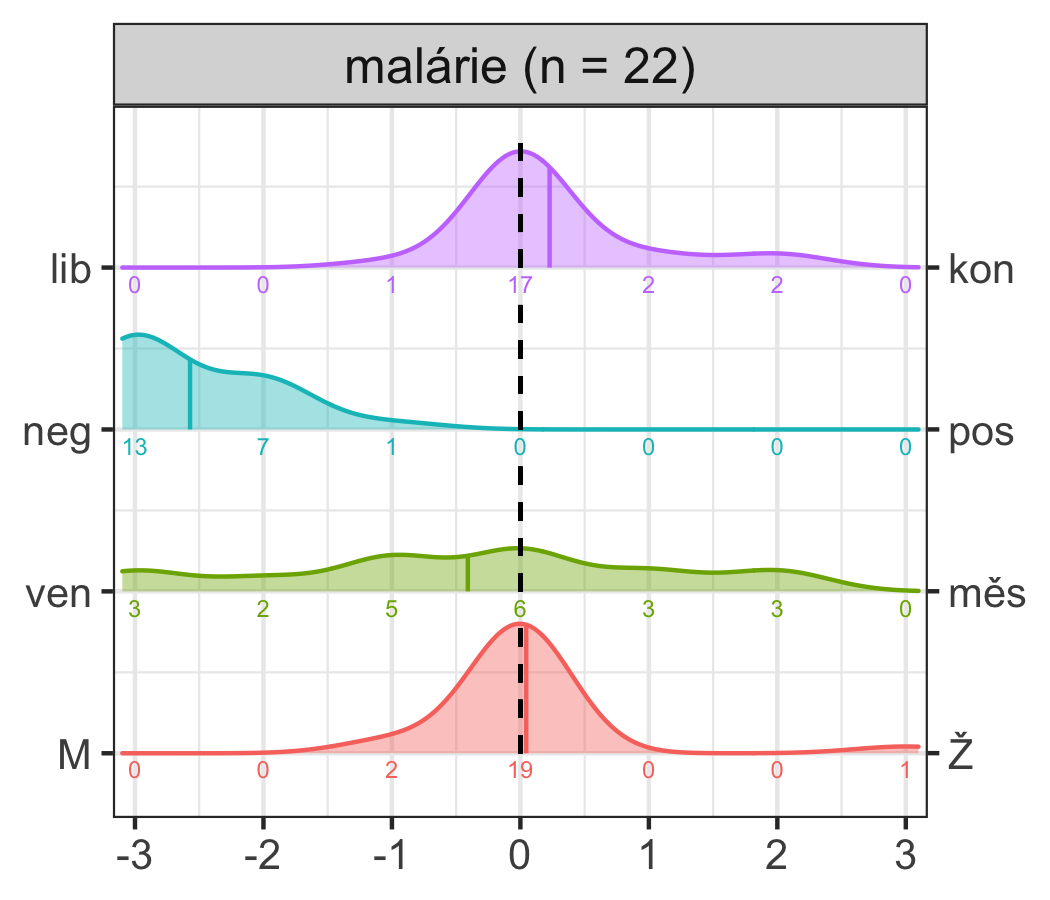 malárie (n = 22)
lib kon
0 0 1 17 2 2 0
neg pos
13 7 1 0 0 0 0
ven měs
3 2 5 6 3 3 0
M Ž
0 0 2 19 0 0 1
-3 -2 -1 0 1 2 3